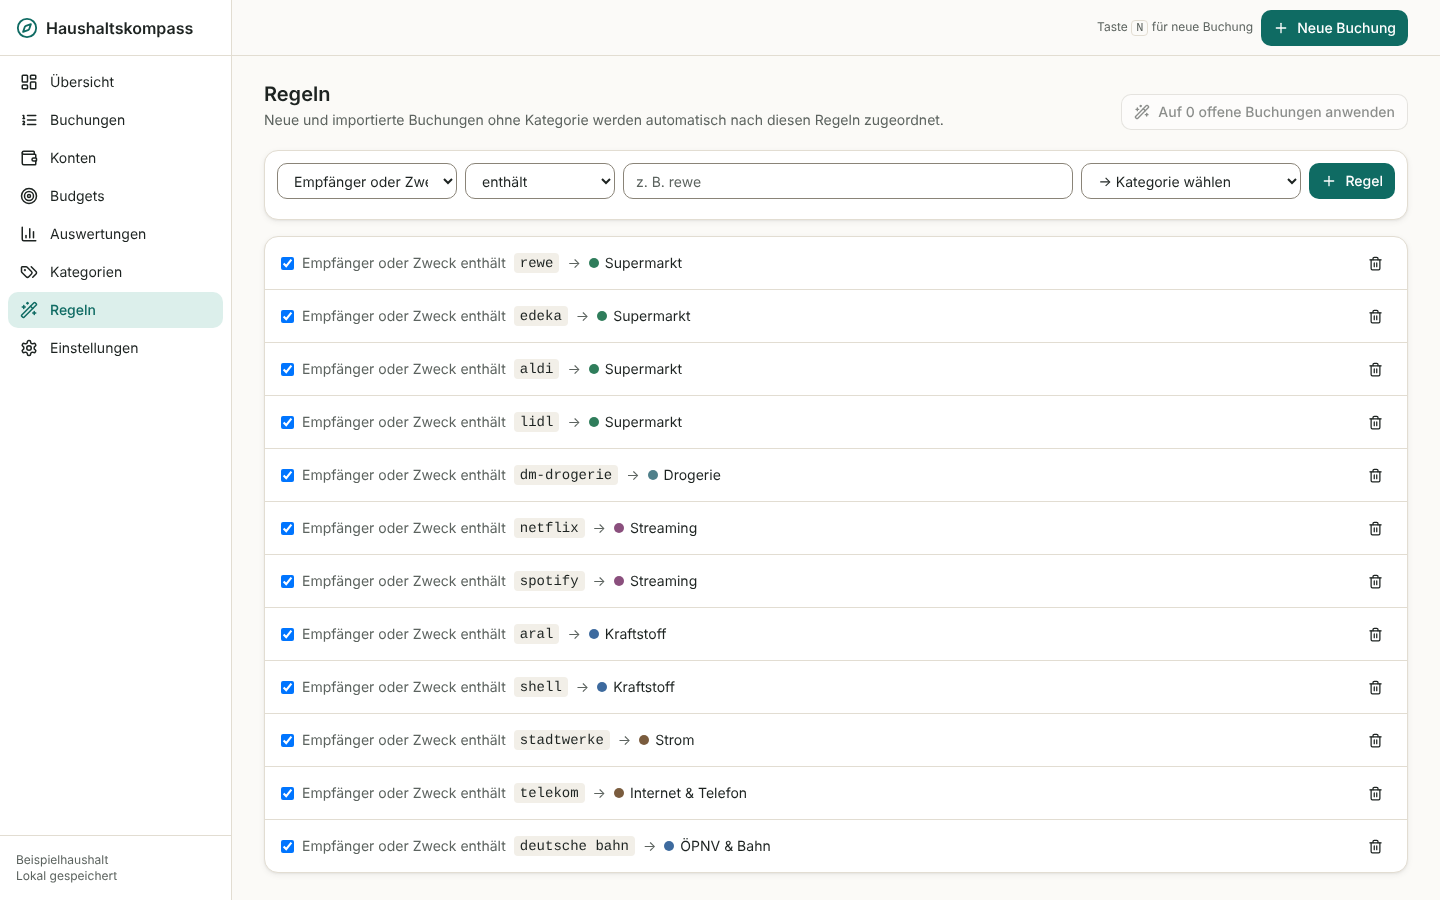 Haushaltskompass
Taste N für neue Buchung
Neue Buchung
Übersicht
Buchungen
Konten
Budgets
Auswertungen
Kategorien
Regeln
Einstellungen
Beispielhaushalt
Lokal gespeichert
Regeln
Neue und importierte Buchungen ohne Kategorie werden automatisch nach diesen Regeln zugeordnet.
Auf 0 offene Buchungen anwenden
Empfänger oder Zwe
enthält
z. B. rewe
→ Kategorie wählen
Regel
Empfänger oder Zweck enthält rewe → Supermarkt
Empfänger oder Zweck enthält edeka → Supermarkt
Empfänger oder Zweck enthält aldi → Supermarkt
Empfänger oder Zweck enthält lidl → Supermarkt
Empfänger oder Zweck enthält dm-drogerie → Drogerie
Empfänger oder Zweck enthält netflix → Streaming
Empfänger oder Zweck enthält spotify → Streaming
Empfänger oder Zweck enthält aral → Kraftstoff
Empfänger oder Zweck enthält shell → Kraftstoff
Empfänger oder Zweck enthält stadtwerke → Strom
Empfänger oder Zweck enthält telekom → Internet & Telefon
Empfänger oder Zweck enthält deutsche bahn → ÖPNV & Bahn